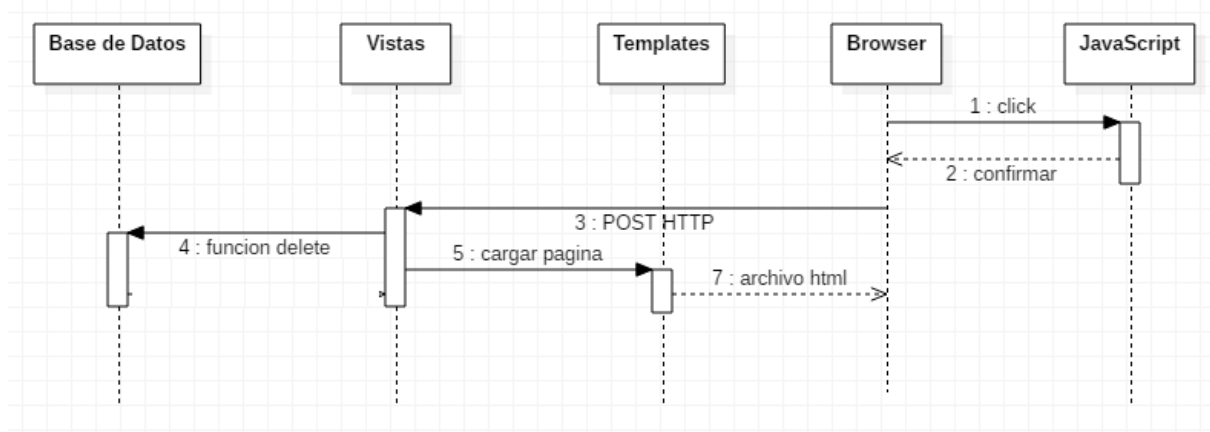 Base de Datos
Vistas
Templates
Browser
JavaScript
1 : click
2 : confirmar
3 : POST HTTP
4 : funcion delete
5 : cargar pagina
7 : archivo html